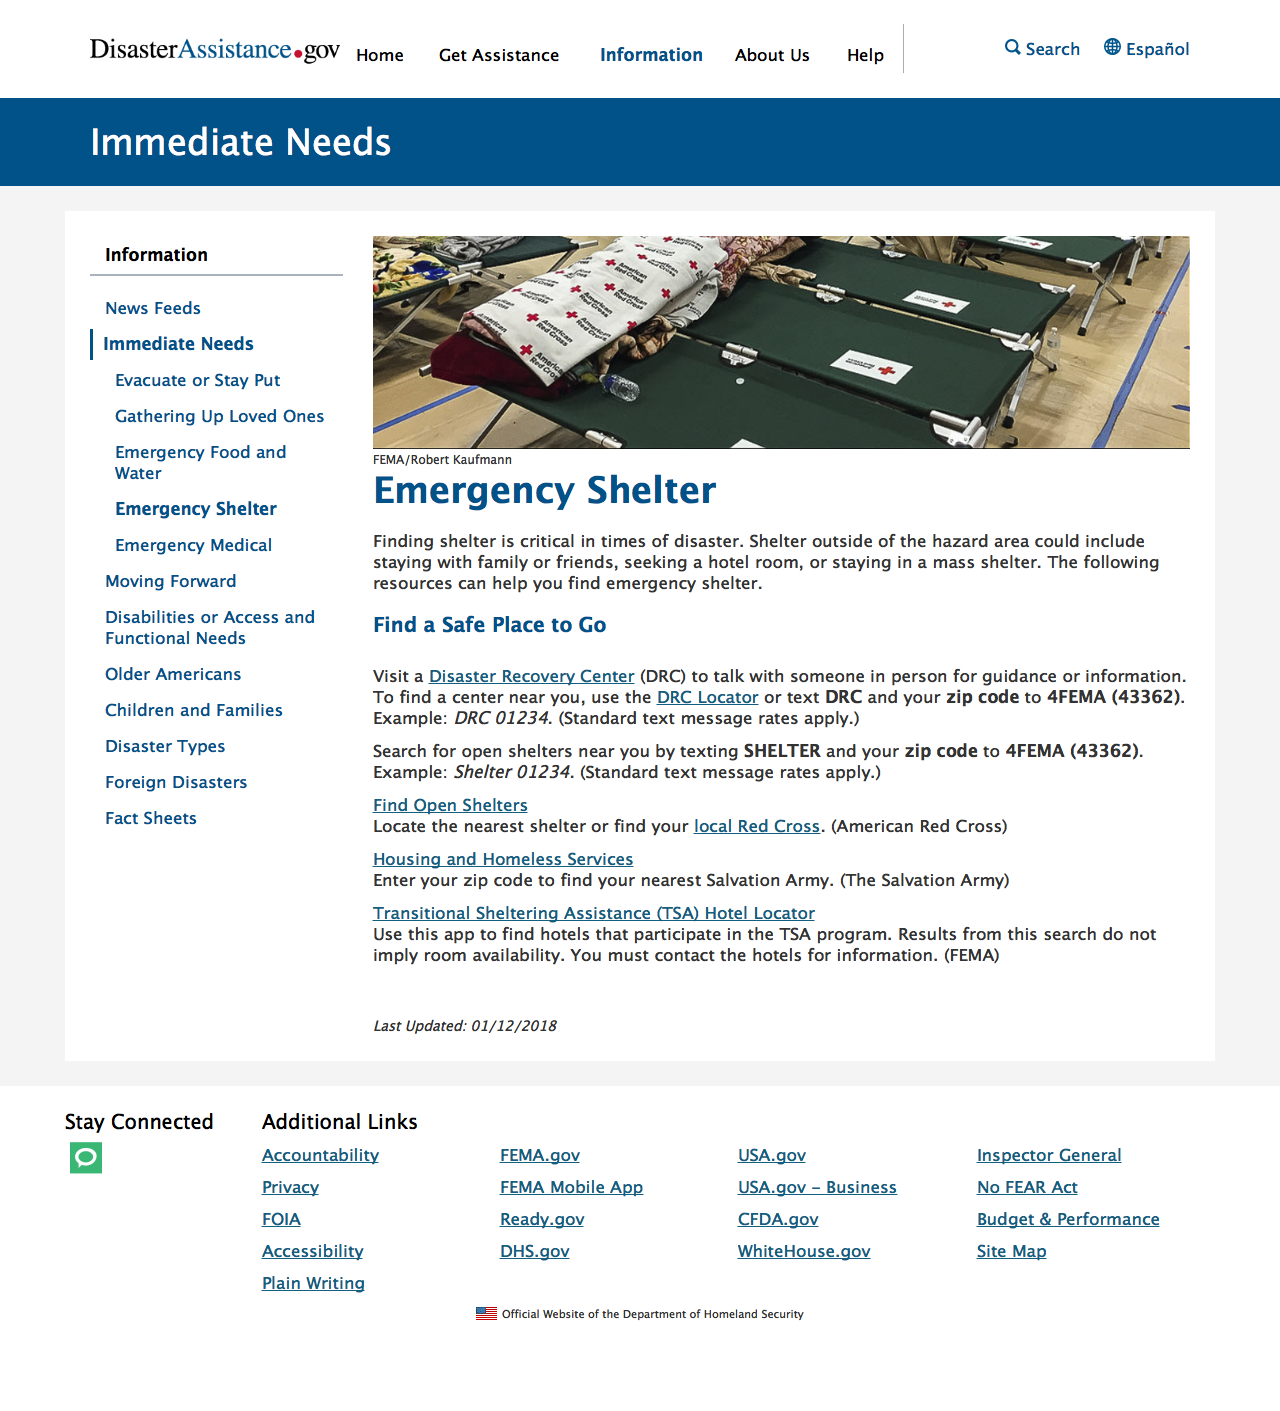 DisasterAssistance.gov
Home Get Assistance Information About Us Help
Search Español
Immediate Needs
Information
News Feeds
Immediate Needs
Evacuate or Stay Put
Gathering Up Loved Ones
Emergency Food and
Water
Emergency Shelter
Emergency Medical
Moving Forward
Disabilities or Access and
Functional Needs
Older Americans
Children and Families
Disaster Types
Foreign Disasters
Fact Sheets
American
Red Cross
FEMA/Robert Kaufmann
Emergency Shelter
Finding shelter is critical in times of disaster. Shelter outside of the hazard area could include
staying with family or friends, seeking a hotel room, or staying in a mass shelter. The following
resources can help you find emergency shelter.
Find a Safe Place to Go
Visit a Disaster Recovery Center (DRC) to talk with someone in person for guidance or information.
To find a center near you, use the DRC Locator or text DRC and your zip code to 4FEMA (43362).
Example: DRC 01234. (Standard text message rates apply.)
Search for open shelters near you by texting SHELTER and your zip code to 4FEMA (43362).
Example: Shelter 01234. (Standard text message rates apply.)
Find Open Shelters
Locate the nearest shelter or find your local Red Cross. (American Red Cross)
Housing and Homeless Services
Enter your zip code to find your nearest Salvation Army. (The Salvation Army)
Transitional Sheltering Assistance (TSA) Hotel Locator
Use this app to find hotels that participate in the TSA program. Results from this search do not
imply room availability. You must contact the hotels for information. (FEMA)
Last Updated: 01/12/2018
Stay Connected
Additional Links
Accountability FEMA.gov USA.gov Inspector General
Privacy FEMA Mobile App USA.gov – Business No FEAR Act
FOIA Ready.gov CFDA.gov Budget & Performance
Accessibility DHS.gov WhiteHouse.gov Site Map
Plain Writing
Official Website of the Department of Homeland Security